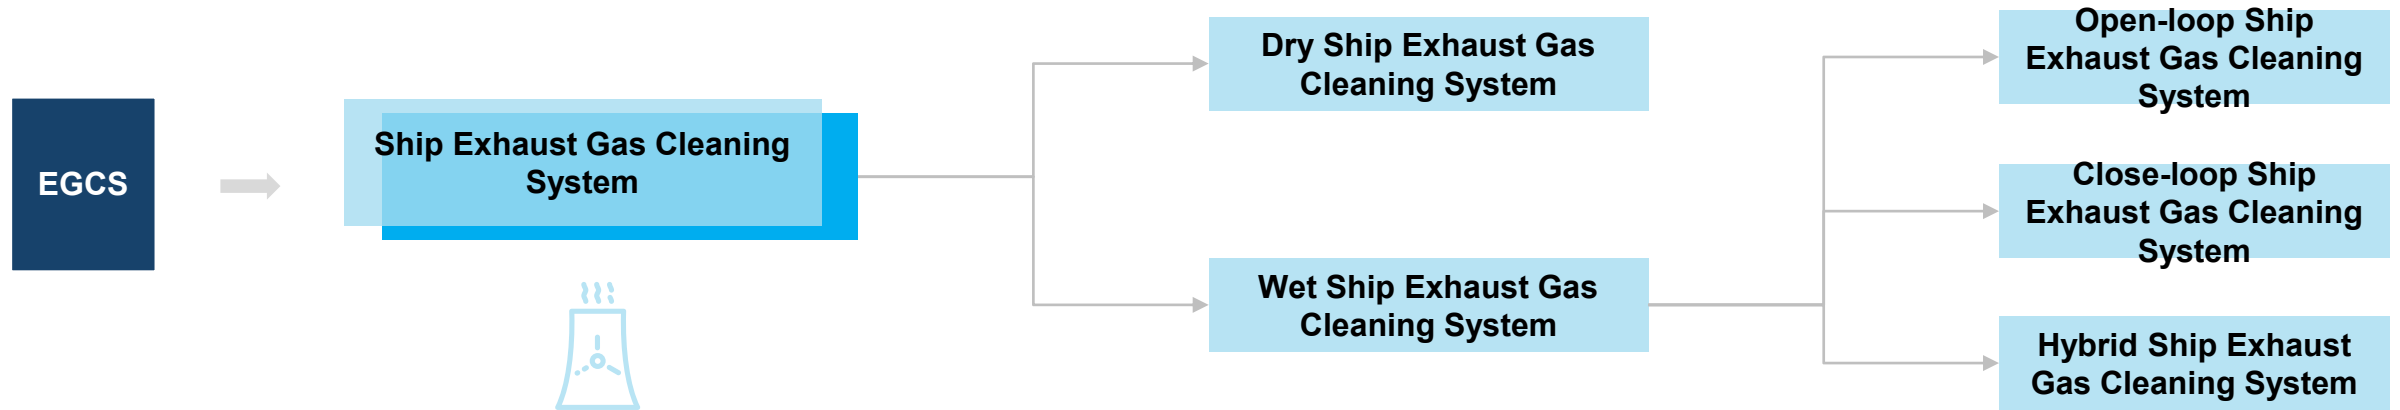 EGCS
Ship Exhaust Gas Cleaning
System
Dry Ship Exhaust Gas
Cleaning System
Wet Ship Exhaust Gas
Cleaning System
Open-loop Ship
Exhaust Gas Cleaning
System
Close-loop Ship
Exhaust Gas Cleaning
System
Hybrid Ship Exhaust
Gas Cleaning System